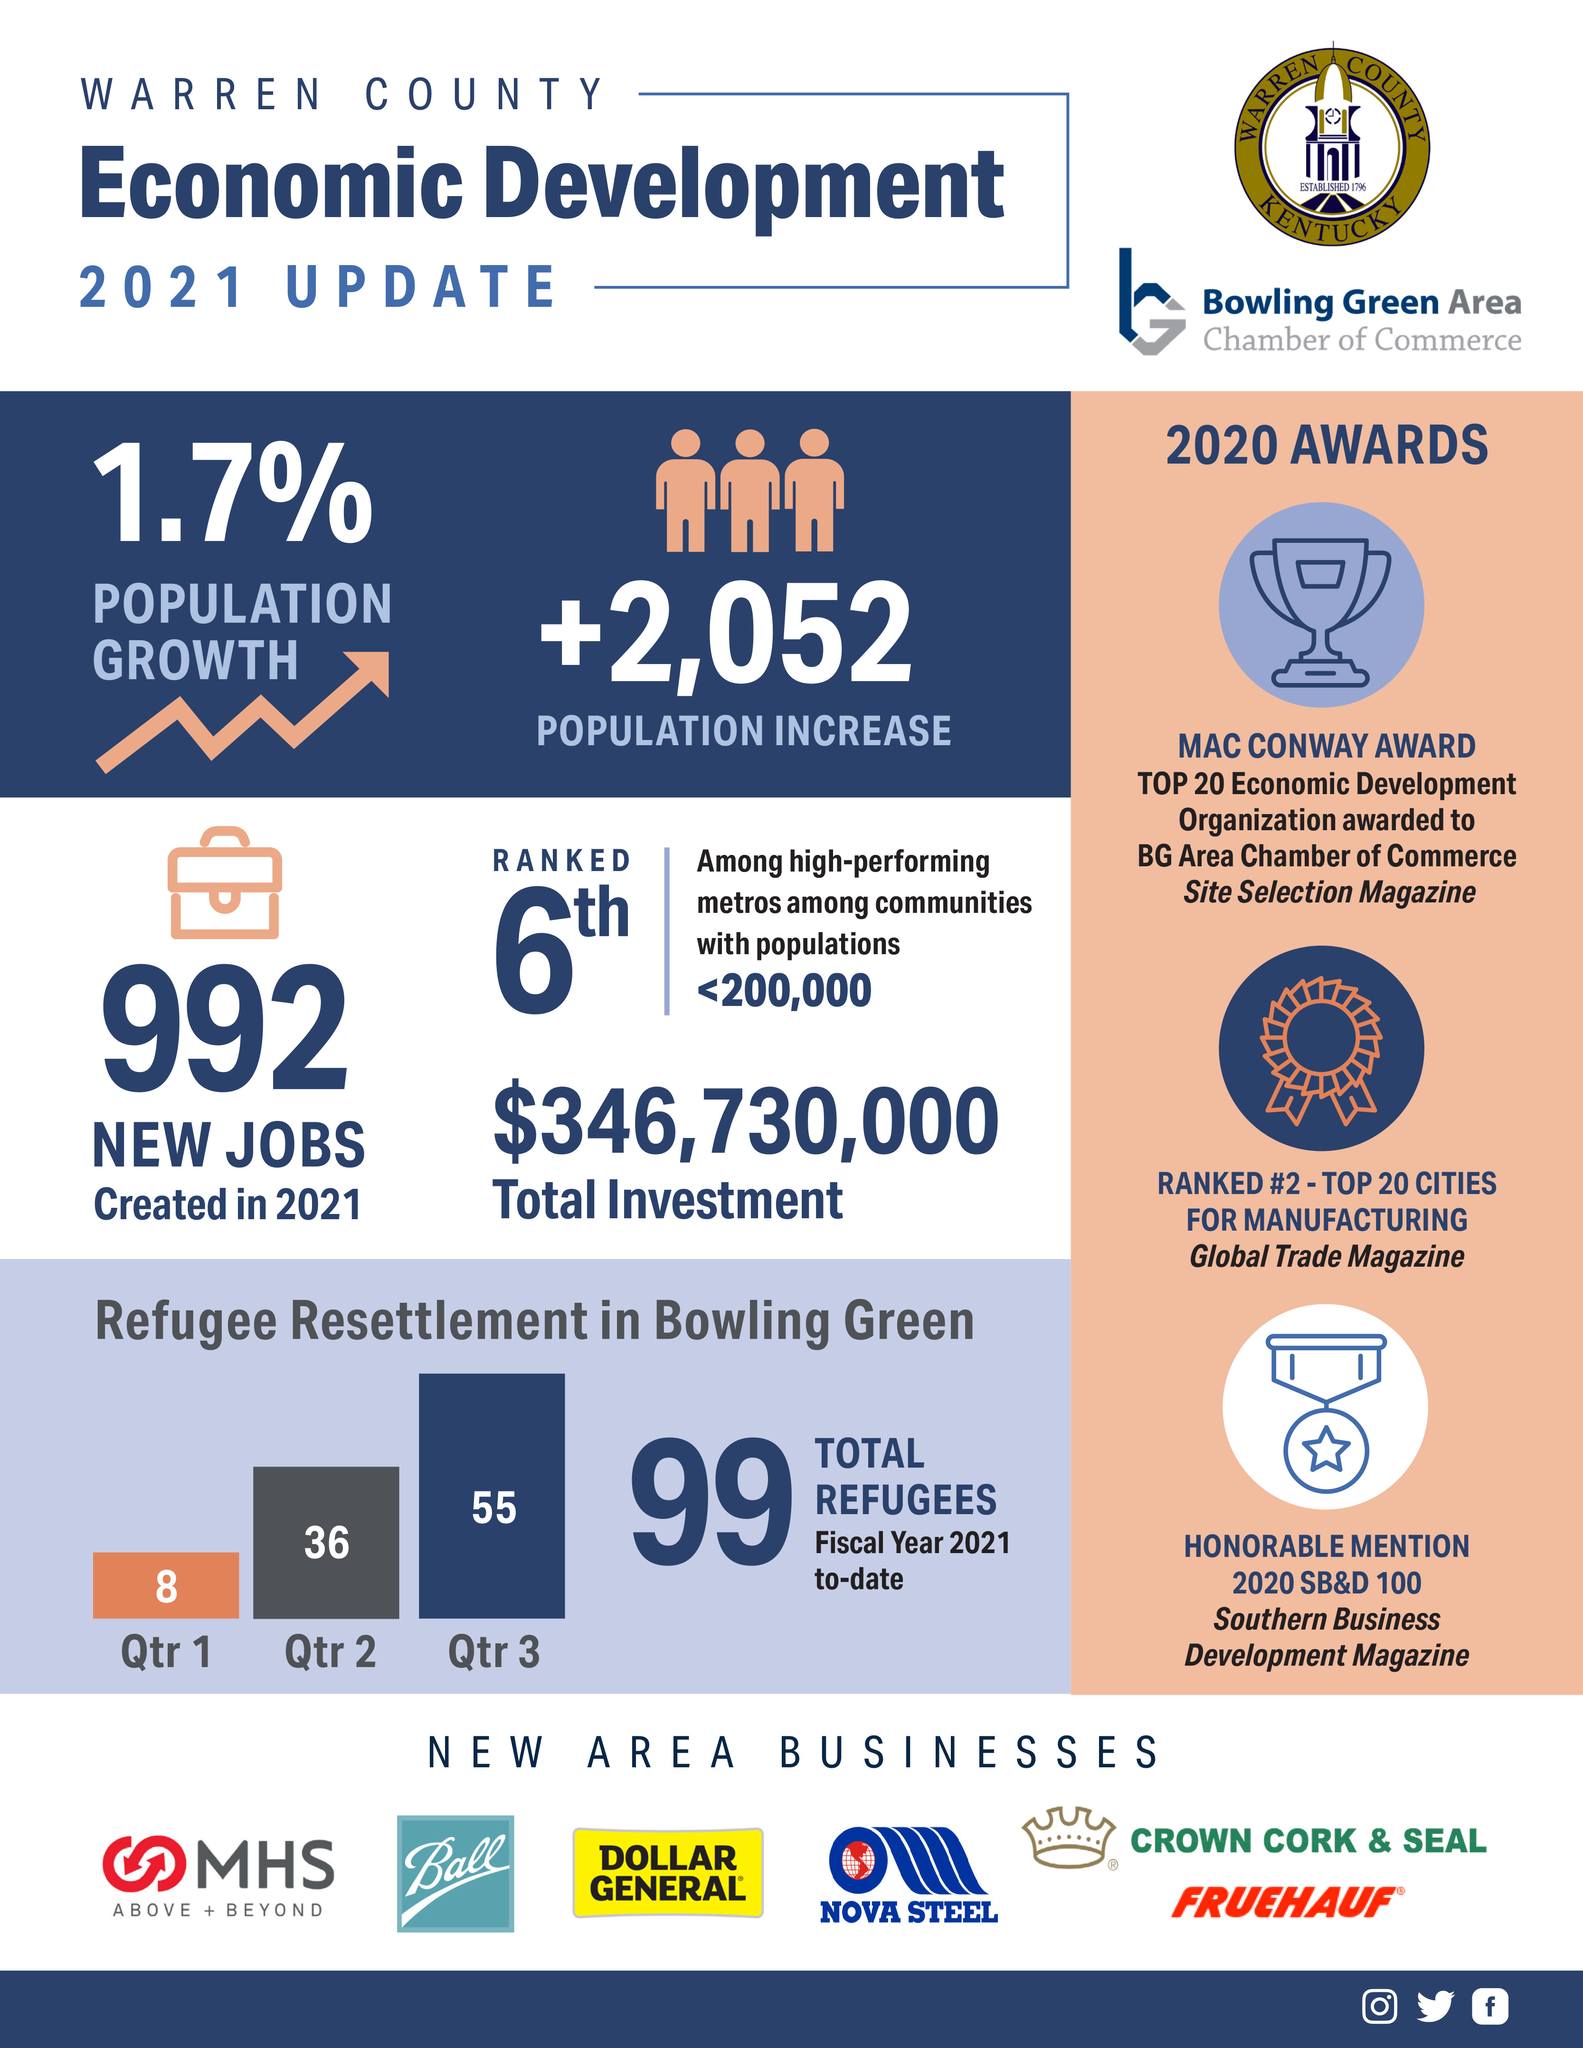 WARREN COUNTY
Economic Development
2021 UPDATE
WARREN COUNTY
ESTABLISHED 1796
KENTUCKY
Bowling Green Area
Chamber of Commerce
1.7%
POPULATION
GROWTH
+2,052
POPULATION INCREASE
992
NEW JOBS
Created in 2021
RANKED
6th
Among high-performing
metros among communities
with populations
<200,000
$346,730,000
Total Investment
Refugee Resettlement in Bowling Green
8
36
55
Qtr 1
Qtr 2
Qtr 3
99
TOTAL
REFUGEES
Fiscal Year 2021
to-date
2020 AWARDS
MAC CONWAY AWARD
TOP 20 Economic Development
Organization awarded to
BG Area Chamber of Commerce
Site Selection Magazine
RANKED #2 - TOP 20 CITIES
FOR MANUFACTURING
Global Trade Magazine
HONORABLE MENTION
2020 SB&D 100
Southern Business
Development Magazine
NEW AREA BUSINESSES
MHS
ABOVE + BEYOND
Ball
DOLLAR
GENERAL®
NOVA STEEL
® CROWN CORK & SEAL
FRUEHAUF®